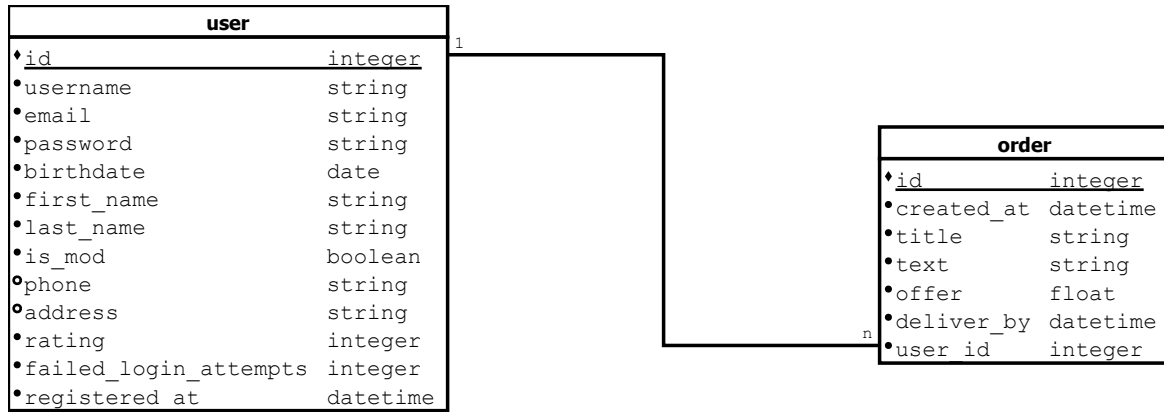 user
id integer
username string
email string
password string
birthdate date
first_name string
last_name string
is_mod boolean
phone string
address string
rating integer
failed_login_attempts integer
registered_at datetime
1
n
order
id integer
created_at datetime
title string
text string
offer float
deliver_by datetime
user_id integer